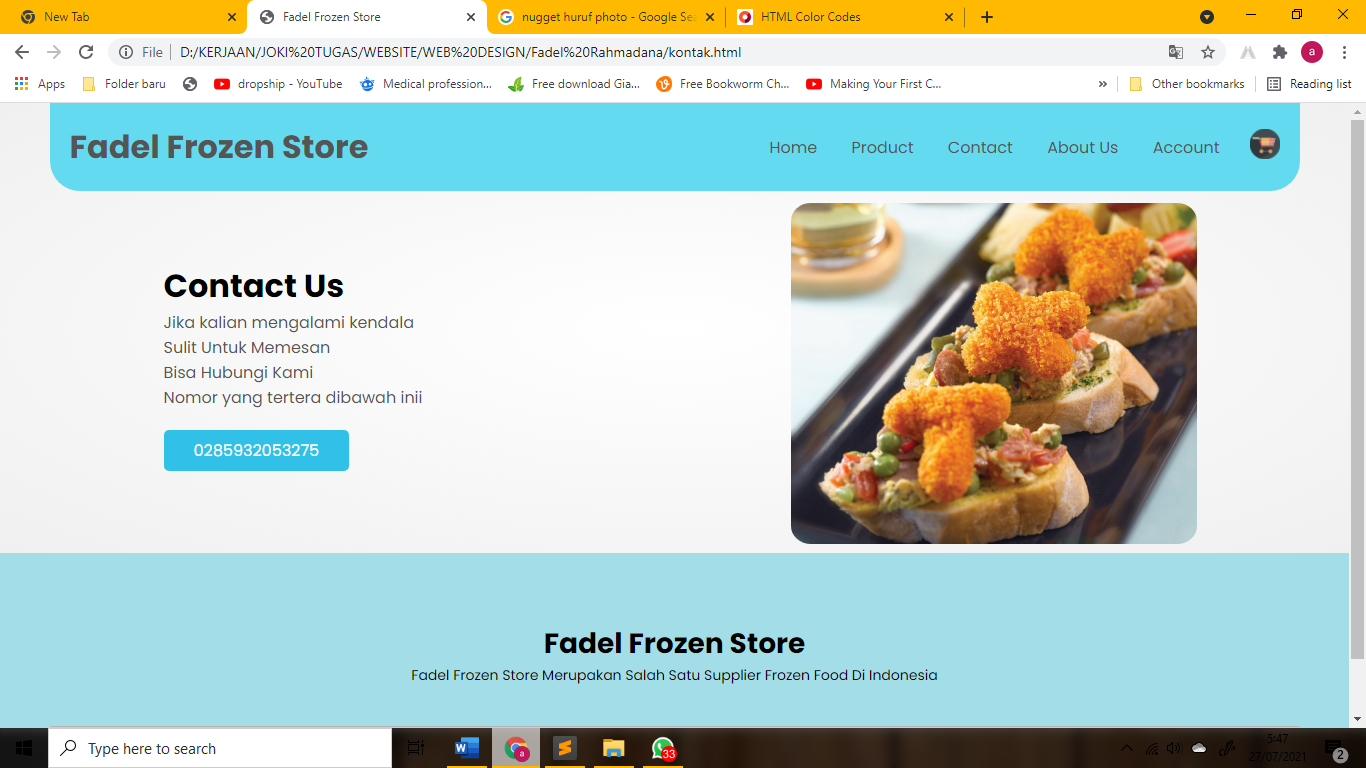 New Tab
Fadel Frozen Store
nugget huruf photo - Google Sea
HTML Color Codes
File
D:/KERJAAN/JOKI%20TUGAS/WEBSITE/WEB%20DESIGN/Fadel%20Rahmadana/kontak.html
a
Apps
Folder baru
dropship - YouTube
Medical profession...
Free download Gia...
Free Bookworm Ch...
Making Your First C...
»
Other bookmarks
Reading list
Fadel Frozen Store
Home
Product
Contact
About Us
Account
Contact Us
Jika kalian mengalami kendala
Sulit Untuk Memesan
Bisa Hubungi Kami
Nomor yang tertera dibawah inii
0285932053275
Fadel Frozen Store
Fadel Frozen Store Merupakan Salah Satu Supplier Frozen Food Di Indonesia
Type here to search
W
a
33
5:47
27/07/2021
2